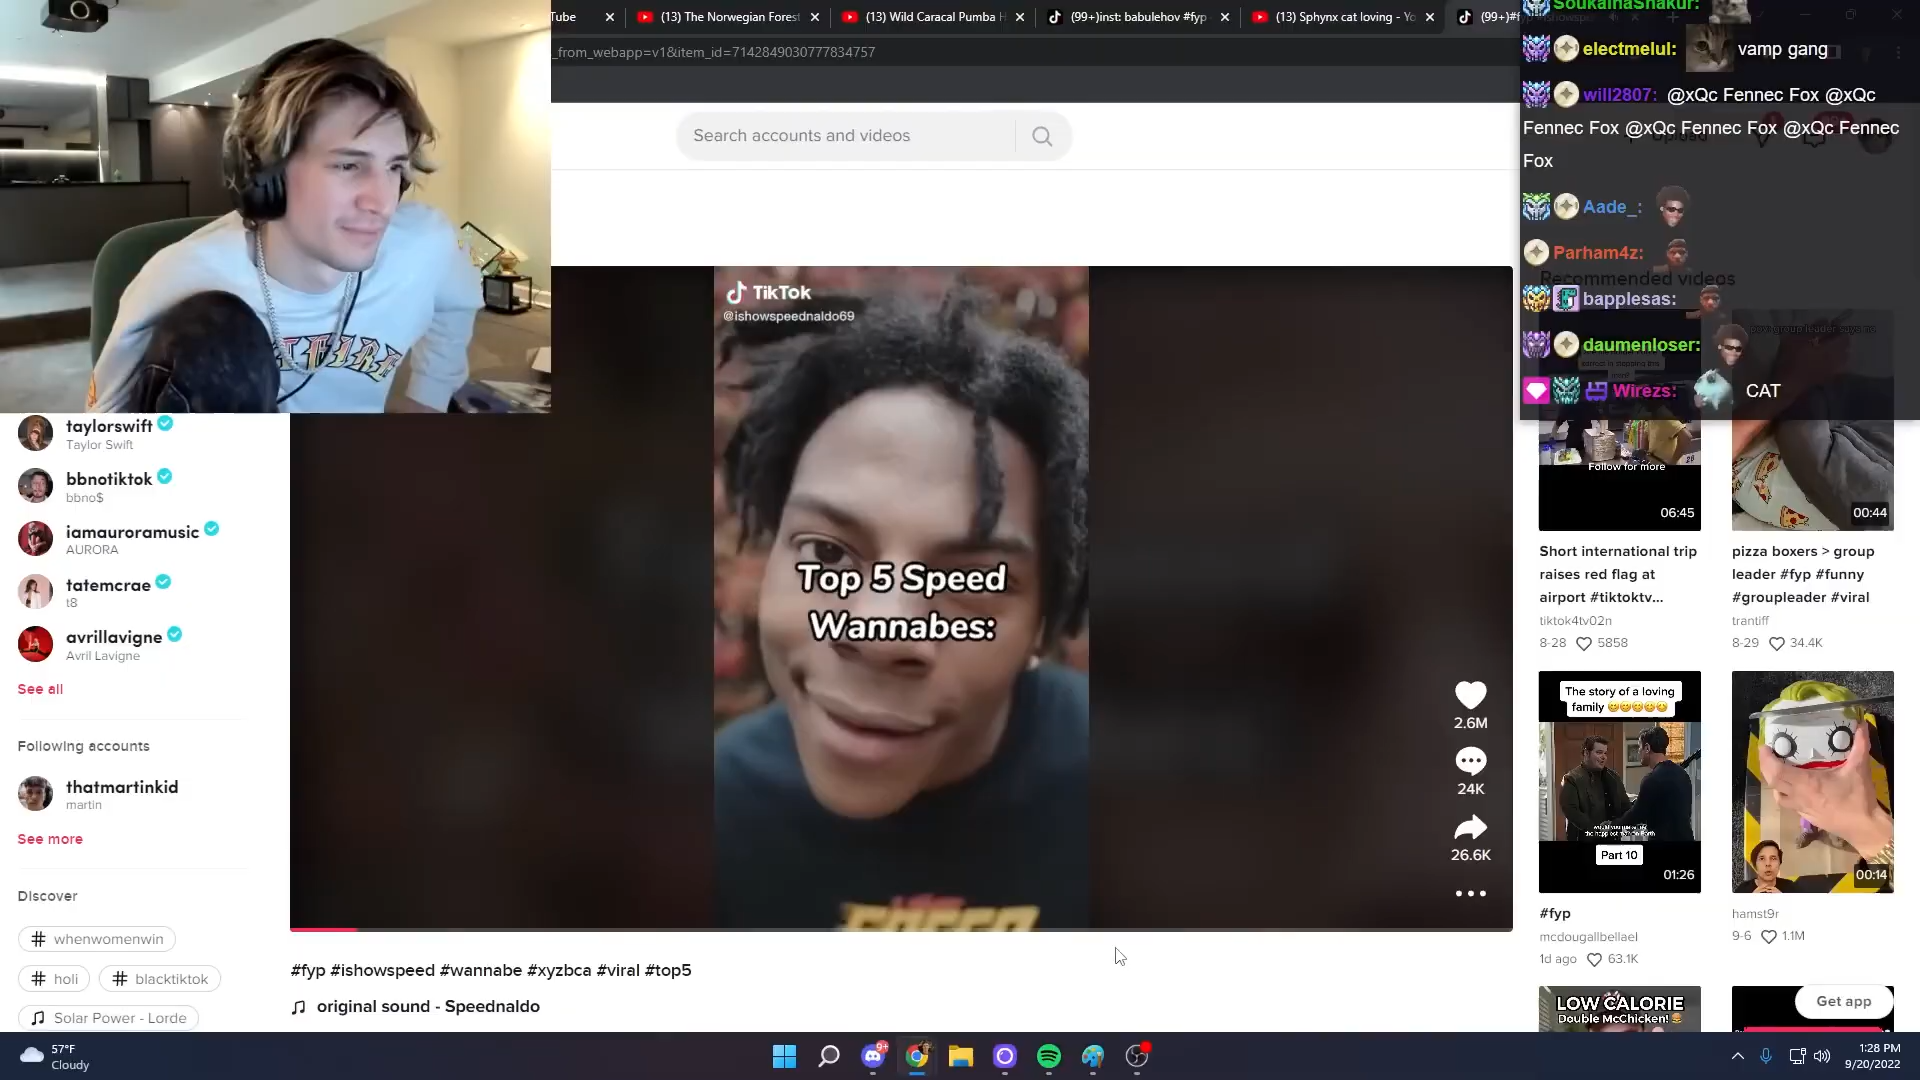 Tube
(13) The Norwegian Forest
(13) Wild Caracal Pumba H
(99+)inst: babulehov #fyp
(13) Sphynx cat loving - Yo
_from_webapp=v1&item_id=7142849030777834757
Search accounts and videos
SoukainaShakur:
electmelul: vamp gang
will2807: @xQc Fennec Fox @xQc
Fennec Fox @xQc Fennec Fox @xQc Fennec
Fox
Aade_:
Parham4z:
Recommended videos
bapplesas:
daumenloser:
Wirezs: CAT
TikTok
@ishowspeednaldo69
Top 5 Speed
Wannabes:
2.6M
24K
26.6K
taylorswift
Taylor Swift
bbnotiktok
bbno$
iamauroramusic
AURORA
tatemcrae
t8
avrillavigne
Avril Lavigne
See all
Following accounts
thatmartinkid
martin
See more
Discover
# whenwomenwin
# holi
# blacktiktok
Solar Power - Lorde
#fyp #ishowspeed #wannabe #xyzbca #viral #top5
original sound - Speednaldo
Follow for more
06:45
Short international trip
raises red flag at
airport #tiktoktv...
tiktok4tv02n
8-28 5858
00:44
pizza boxers > group
leader #fyp #funny
#groupleader #viral
trantiff
8-29 34.4K
The story of a loving
family
Part 10
01:26
#fyp
mcdougallbellael
1d ago 63.1K
00:14
hamst9r
9-6 1.1M
LOW CALORIE
Double McChicken!
Get app
57°F
Cloudy
1:28 PM
9/20/2022